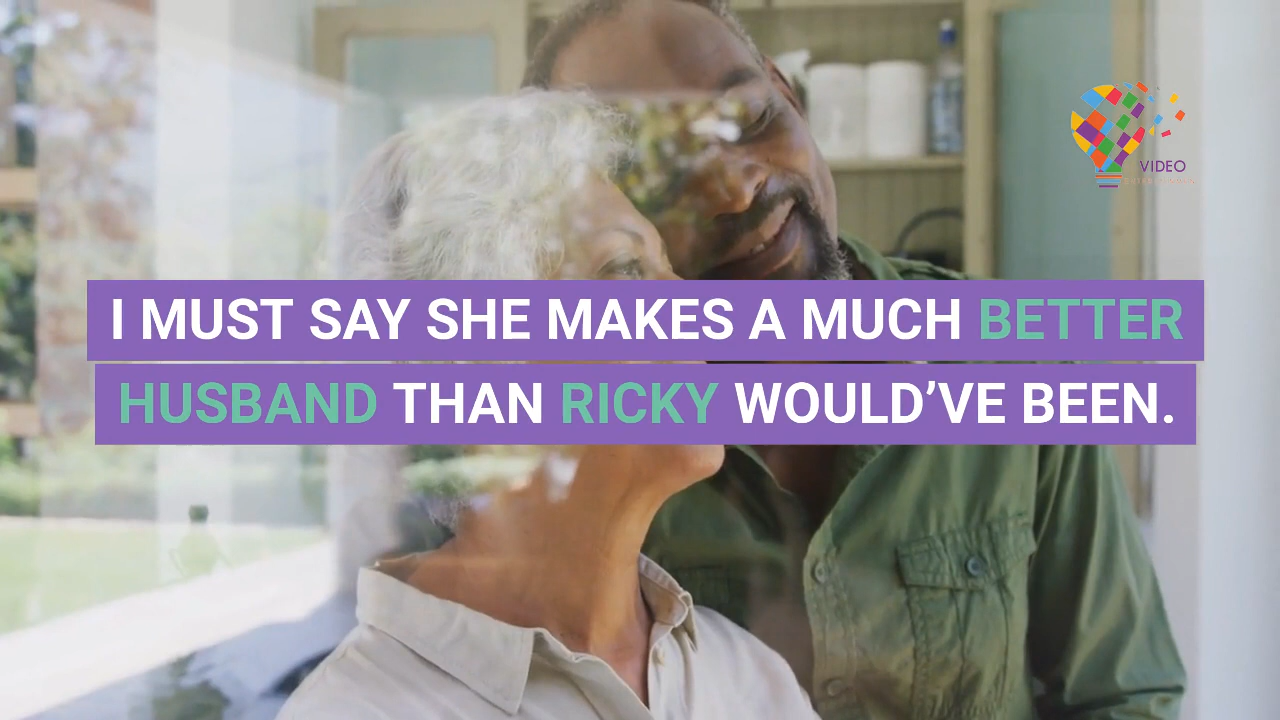 VIDEO
I MUST SAY SHE MAKES A MUCH BETTER
HUSBAND THAN RICKY WOULD’VE BEEN.